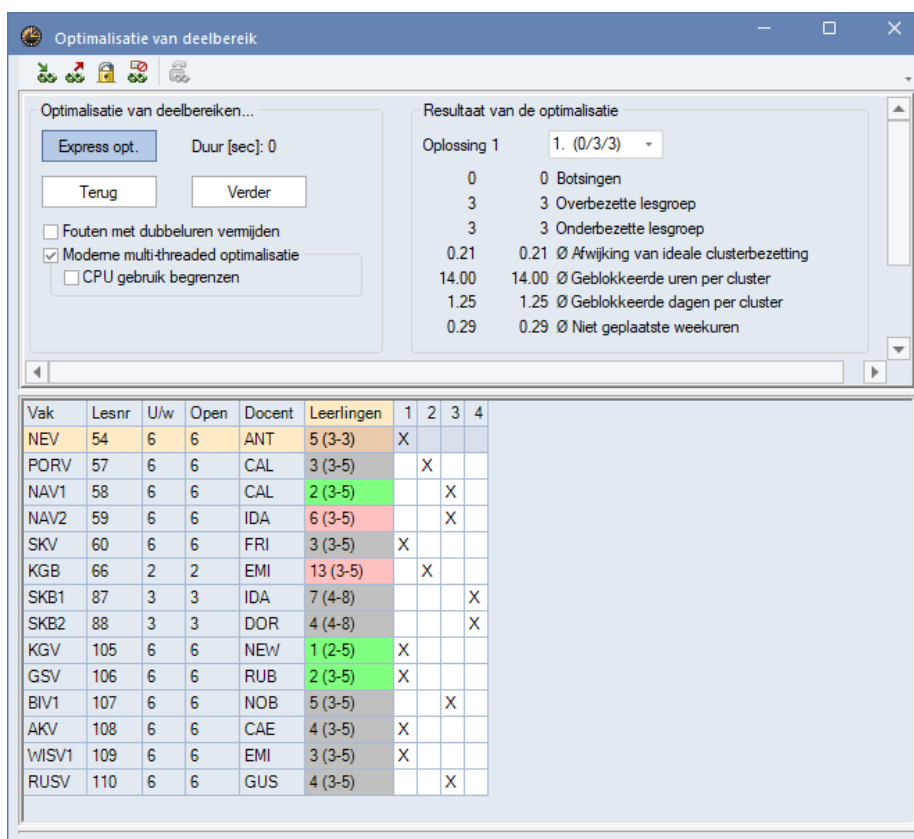 Optimalisatie van deelbereik
Optimalisatie van deelbereiken...
Express opt. Duur [sec]: 0
Terug Verder
Fouten met dubbeluren vermijden
Moderne multi-threaded optimalisatie
CPU gebruik begrenzen
Resultaat van de optimalisatie
Oplossing 1 1. (0/3/3)
0 0 Botsingen
3 3 Overbezette lesgroep
3 3 Onderbezette lesgroep
0.21 0.21 Ø Afwijking van ideale clusterbezetting
14.00 14.00 Ø Geblokkeerde uren per cluster
1.25 1.25 Ø Geblokkeerde dagen per cluster
0.29 0.29 Ø Niet geplaatste weekuren
Vak Lesnr U/w Open Docent Leerlingen 1 2 3 4
NEV 54 6 6 ANT 5 (3-3) X
PORV 57 6 6 CAL 3 (3-5) X
NAV1 58 6 6 CAL 2 (3-5) X
NAV2 59 6 6 IDA 6 (3-5) X
SKV 60 6 6 FRI 3 (3-5) X
KGB 66 2 2 EMI 13 (3-5) X
SKB1 87 3 3 IDA 7 (4-8) X
SKB2 88 3 3 DOR 4 (4-8) X
KGV 105 6 6 NEW 1 (2-5) X
GSV 106 6 6 RUB 2 (3-5) X
BIV1 107 6 6 NOB 5 (3-5) X
AKV 108 6 6 CAE 4 (3-5) X
WISV1 109 6 6 EMI 3 (3-5) X
RUSV 110 6 6 GUS 4 (3-5) X